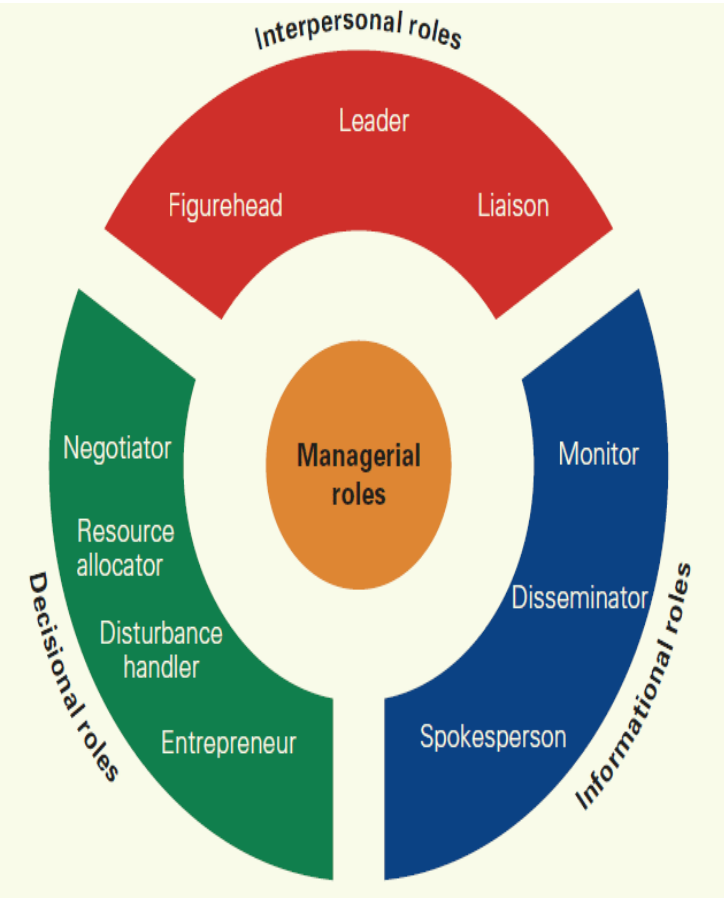 Interpersonal roles
Leader
Figurehead
Liaison
Managerial
roles
Negotiator
Resource
allocator
Disturbance
handler
Entrepreneur
Decisional roles
Monitor
Disseminator
Spokesperson
Informational roles